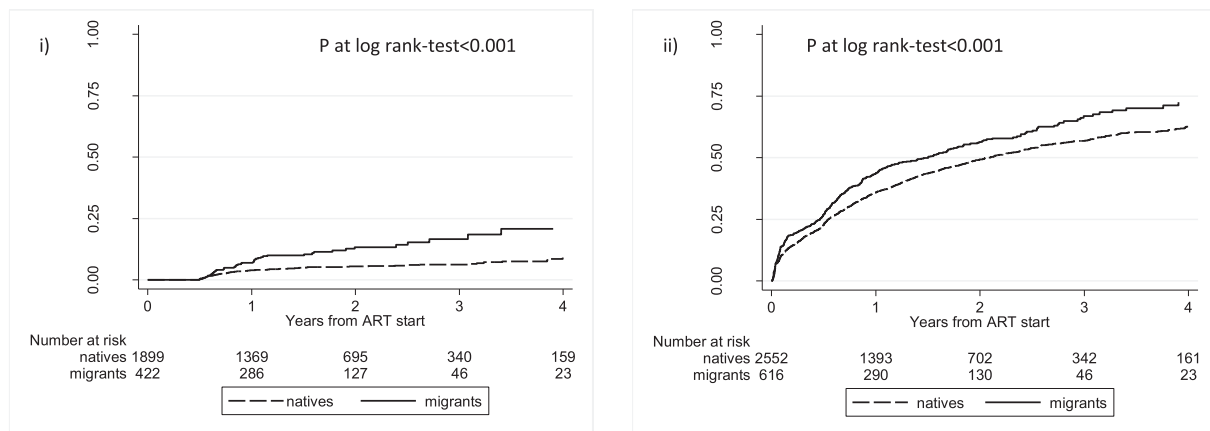 i) P at log rank-test<0.001
1.00
0.75
0.50
0.25
0.00
0 1 2 3 4
Years from ART start
Number at risk
natives 1899 1369 695 340 159
migrants 422 286 127 46 23
natives migrants
ii) P at log rank-test<0.001
1.00
0.75
0.50
0.25
0.00
0 1 2 3 4
Years from ART start
Number at risk
natives 2552 1393 702 342 161
migrants 616 290 130 46 23
natives migrants